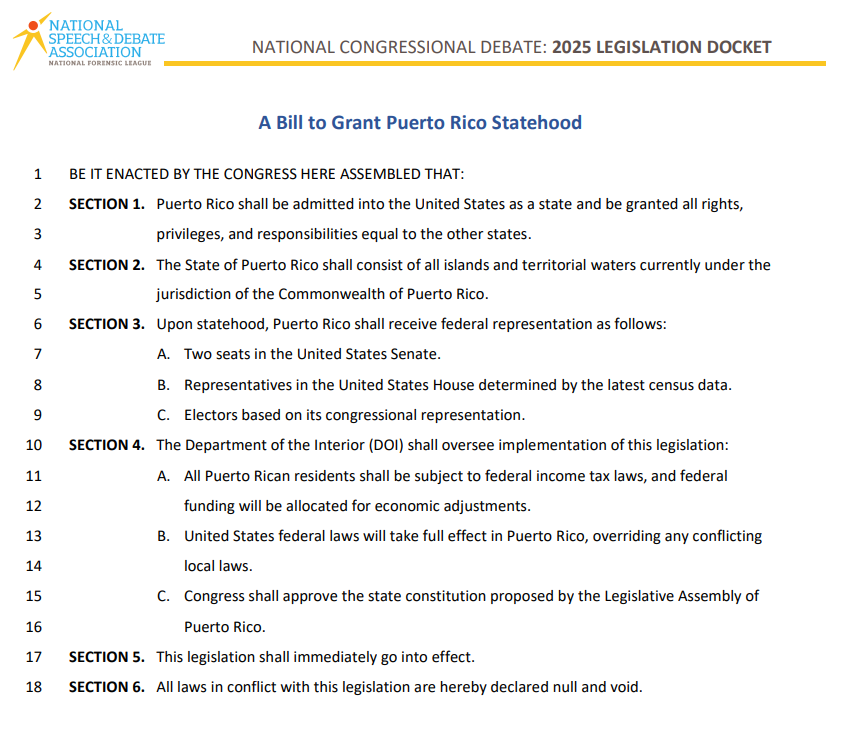 NATIONAL
SPEECH & DEBATE
ASSOCIATION
NATIONAL FORENSIC LEAGUE
NATIONAL CONGRESSIONAL DEBATE: 2025 LEGISLATION DOCKET
A Bill to Grant Puerto Rico Statehood
1 BE IT ENACTED BY THE CONGRESS HERE ASSEMBLED THAT:
2 SECTION 1. Puerto Rico shall be admitted into the United States as a state and be granted all rights,
3 privileges, and responsibilities equal to the other states.
4 SECTION 2. The State of Puerto Rico shall consist of all islands and territorial waters currently under the
5 jurisdiction of the Commonwealth of Puerto Rico.
6 SECTION 3. Upon statehood, Puerto Rico shall receive federal representation as follows:
7 A. Two seats in the United States Senate.
8 B. Representatives in the United States House determined by the latest census data.
9 C. Electors based on its congressional representation.
10 SECTION 4. The Department of the Interior (DOI) shall oversee implementation of this legislation:
11 A. All Puerto Rican residents shall be subject to federal income tax laws, and federal
12 funding will be allocated for economic adjustments.
13 B. United States federal laws will take full effect in Puerto Rico, overriding any conflicting
14 local laws.
15 C. Congress shall approve the state constitution proposed by the Legislative Assembly of
16 Puerto Rico.
17 SECTION 5. This legislation shall immediately go into effect.
18 SECTION 6. All laws in conflict with this legislation are hereby declared null and void.